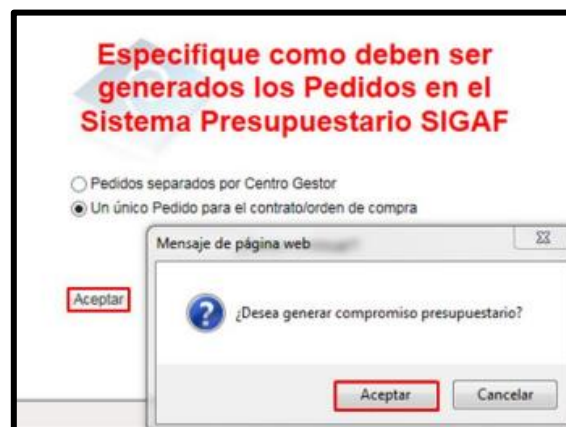 Especifique como deben ser
generados los Pedidos en el
Sistema Presupuestario SIGAF
Pedidos separados por Centro Gestor
Un único Pedido para el contrato/orden de compra
Mensaje de página web
Aceptar
¿Desea generar compromiso presupuestario?
Aceptar
Cancelar